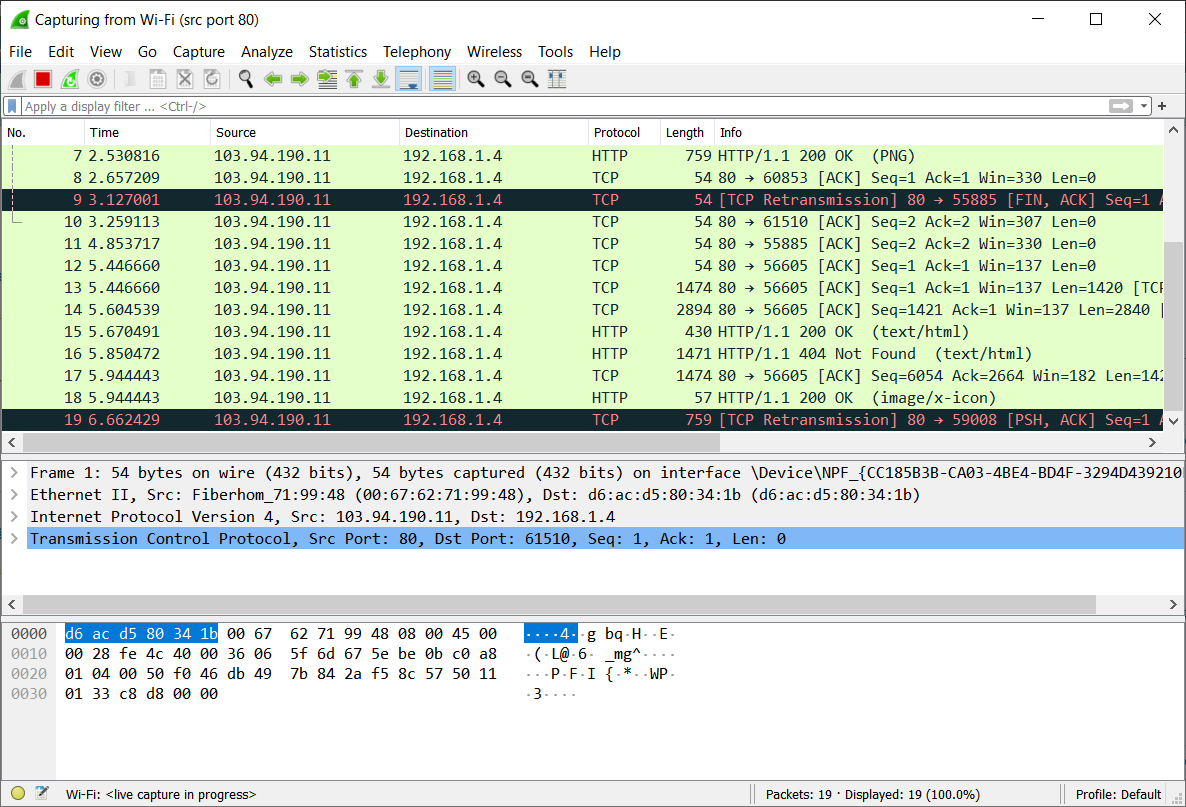 Capturing from Wi-Fi (src port 80)
File Edit View Go Capture Analyze Statistics Telephony Wireless Tools Help
Apply a display filter ... <Ctrl-/>
No. Time Source Destination Protocol Length Info
7 2.530816 103.94.190.11 192.168.1.4 HTTP 759 HTTP/1.1 200 OK (PNG)
8 2.657209 103.94.190.11 192.168.1.4 TCP 54 80 → 60853 [ACK] Seq=1 Ack=1 Win=330 Len=0
9 3.127001 103.94.190.11 192.168.1.4 TCP 54 [TCP Retransmission] 80 → 55885 [FIN, ACK] Seq=1 A
10 3.259113 103.94.190.11 192.168.1.4 TCP 54 80 → 61510 [ACK] Seq=2 Ack=2 Win=307 Len=0
11 4.853717 103.94.190.11 192.168.1.4 TCP 54 80 → 55885 [ACK] Seq=2 Ack=2 Win=330 Len=0
12 5.446660 103.94.190.11 192.168.1.4 TCP 54 80 → 56605 [ACK] Seq=1 Ack=1 Win=137 Len=0
13 5.446660 103.94.190.11 192.168.1.4 TCP 1474 80 → 56605 [ACK] Seq=1 Ack=1 Win=137 Len=1420 [TCP
14 5.604539 103.94.190.11 192.168.1.4 TCP 2894 80 → 56605 [ACK] Seq=1421 Ack=1 Win=137 Len=2840 [
15 5.670491 103.94.190.11 192.168.1.4 HTTP 430 HTTP/1.1 200 OK (text/html)
16 5.850472 103.94.190.11 192.168.1.4 HTTP 1471 HTTP/1.1 404 Not Found (text/html)
17 5.944443 103.94.190.11 192.168.1.4 TCP 1474 80 → 56605 [ACK] Seq=6054 Ack=2664 Win=182 Len=142
18 5.944443 103.94.190.11 192.168.1.4 HTTP 57 HTTP/1.1 200 OK (image/x-icon)
19 6.662429 103.94.190.11 192.168.1.4 TCP 759 [TCP Retransmission] 80 → 59008 [PSH, ACK] Seq=1 A
Frame 1: 54 bytes on wire (432 bits), 54 bytes captured (432 bits) on interface \Device\NPF_{CC185B3B-CA03-4BE4-BD4F-3294D439210
Ethernet II, Src: Fiberhom_71:99:48 (00:67:62:71:99:48), Dst: d6:ac:d5:80:34:1b (d6:ac:d5:80:34:1b)
Internet Protocol Version 4, Src: 103.94.190.11, Dst: 192.168.1.4
Transmission Control Protocol, Src Port: 80, Dst Port: 61510, Seq: 1, Ack: 1, Len: 0
0000 d6 ac d5 80 34 1b 00 67 62 71 99 48 08 00 45 00 ····4··g bq·H··E·
0010 00 28 fe 4c 40 00 36 06 5f 6d 67 5e be 0b c0 a8 ·(·L@·6· _mg^····
0020 01 04 00 50 f0 46 db 49 7b 84 2a f5 8c 57 50 11 ···P·F·I {·*··WP·
0030 01 33 c8 d8 00 00 ·3····
Wi-Fi: <live capture in progress> Packets: 19 · Displayed: 19 (100.0%) Profile: Default